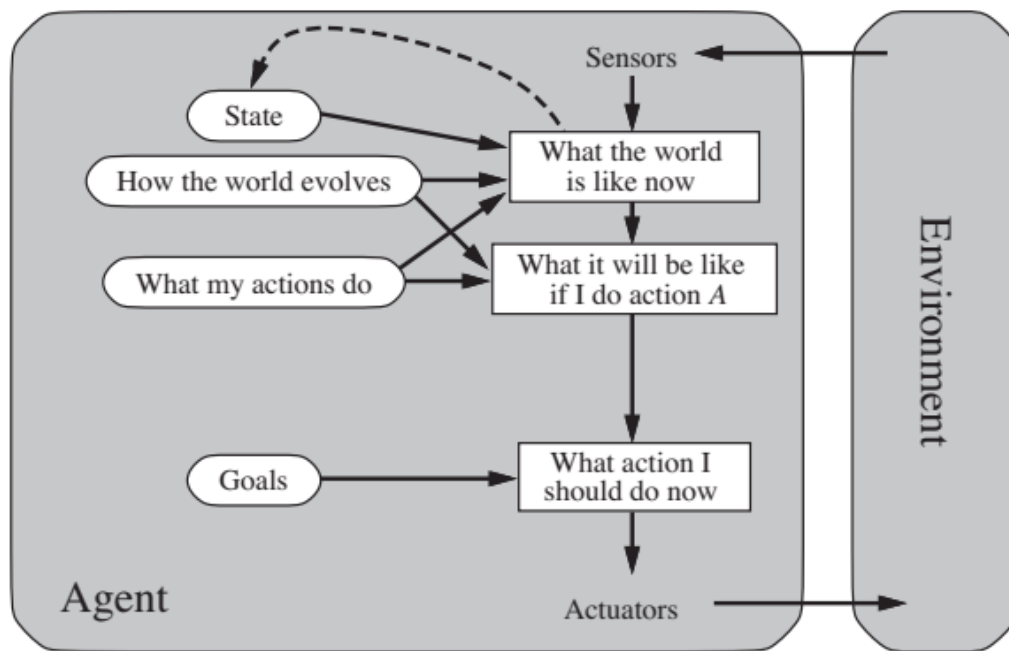 Sensors
State
What the world
is like now
How the world evolves
What my actions do
What it will be like
if I do action A
Goals
What action I
should do now
Agent
Actuators
Environment